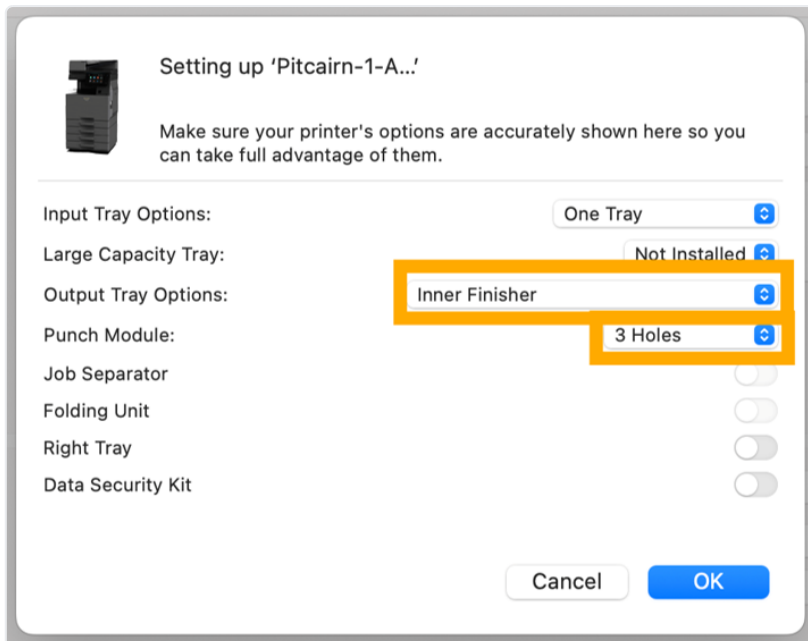 Setting up ‘Pitcairn-1-A...’
Make sure your printer's options are accurately shown here so you
can take full advantage of them.
Input Tray Options: One Tray
Large Capacity Tray: Not Installed
Output Tray Options: Inner Finisher
Punch Module: 3 Holes
Job Separator
Folding Unit
Right Tray
Data Security Kit
Cancel OK